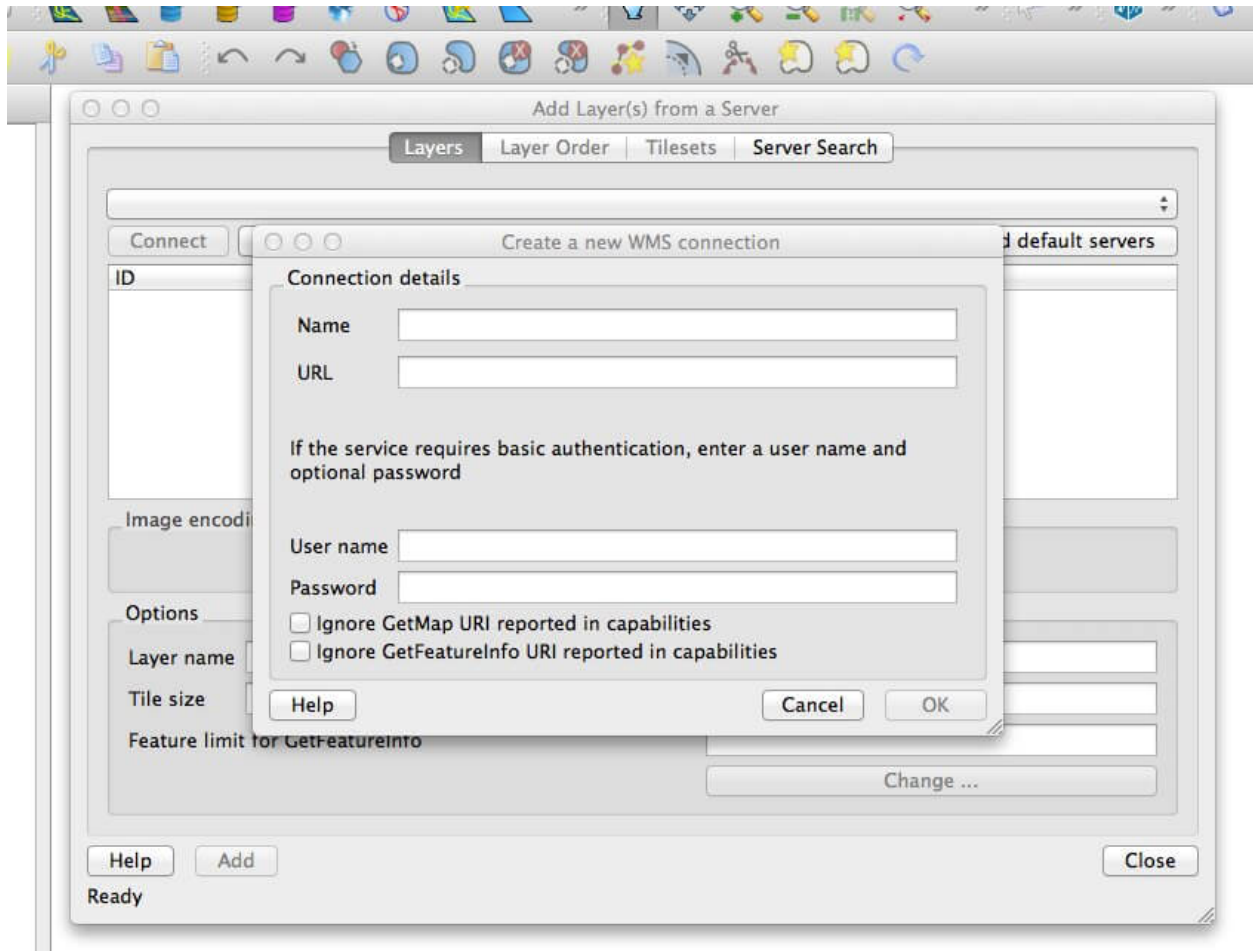 Add Layer(s) from a Server
Layers Layer Order Tilesets Server Search
Connect
default servers
ID
Create a new WMS connection
Connection details
Name
URL
If the service requires basic authentication, enter a user name and
optional password
User name
Password
Ignore GetMap URI reported in capabilities
Ignore GetFeatureInfo URI reported in capabilities
Help Cancel OK
Image
Options
Layer name
Tile size
Feature limit for GetFeatureInfo
Change ...
Help Add Close
Ready